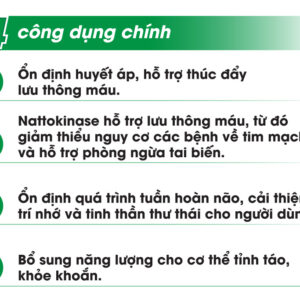 4 công dụng chính
Ổn định huyết áp, hỗ trợ thúc đẩy
lưu thông máu.
Nattokinase hỗ trợ lưu thông máu, từ đó
giảm thiểu nguy cơ các bệnh về tim mạch
và hỗ trợ phòng ngừa tai biến.
Ổn định quá trình tuần hoàn não, cải thiện
trí nhớ và tinh thần thư thái cho người dùn
Bổ sung năng lượng cho cơ thể tỉnh táo,
khỏe khoắn.